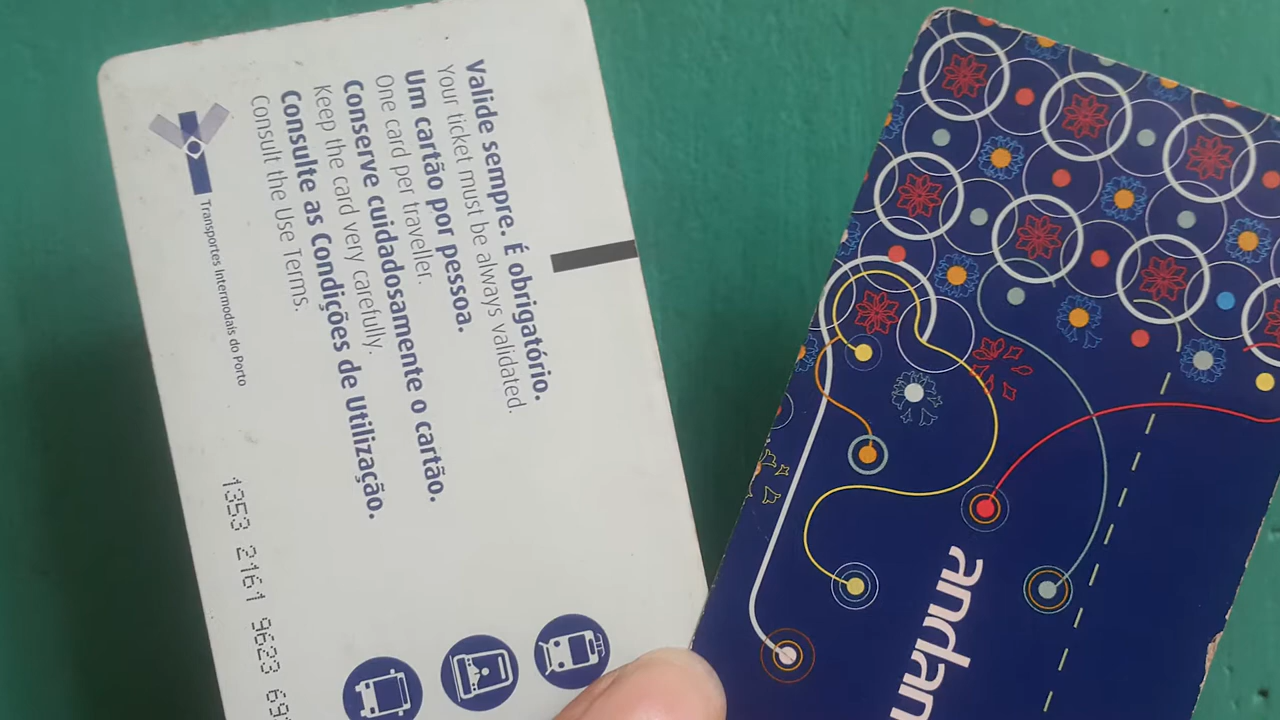 Valide sempre. É obrigatório.
Your ticket must be always validated.
Um cartão por pessoa.
One card per traveller.
Conserve cuidadosamente o cartão.
Keep the card very carefully.
Consulte as Condições de Utilização.
Consult the Use Terms.
Transportes Intermodais do Porto
1353 2161 9623 69
andan